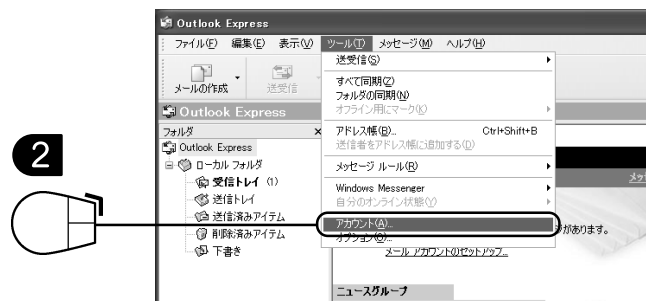 Outlook Express
ファイル(F) 編集(E) 表示(V) ツール(T) メッセージ(M) ヘルプ(H)
メールの作成 送受信
送受信(S)
すべて同期(Z)
フォルダの同期(N)
オフライン用にマーク(K)
アドレス帳(B)... Ctrl+Shift+B
送信者をアドレス帳に追加する(D)
メッセージ ルール(R)
Windows Messenger
自分のオンライン状態(Y)
アカウント(A)...
オプション(O)...
Outlook Express
フォルダ ×
Outlook Express
ローカル フォルダ
受信トレイ (1)
送信トレイ
送信済みアイテム
削除済みアイテム
下書き
2
があります。
メール アカウントのセットアップ...
ニュースグループ